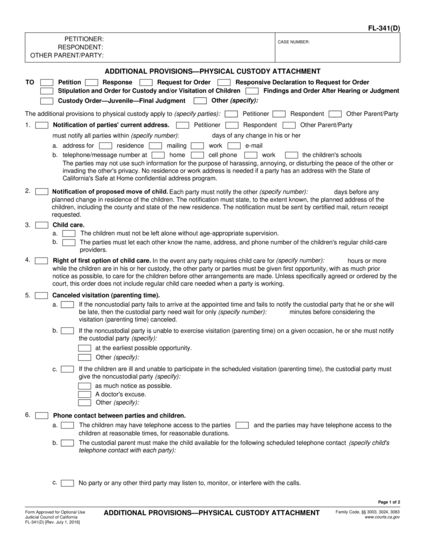 FL-341(D)
PETITIONER:
RESPONDENT:
OTHER PARENT/PARTY:
CASE NUMBER:
ADDITIONAL PROVISIONS—PHYSICAL CUSTODY ATTACHMENT
TO Petition Response Request for Order Responsive Declaration to Request for Order
Stipulation and Order for Custody and/or Visitation of Children Findings and Order After Hearing or Judgment
Custody Order—Juvenile—Final Judgment Other (specify):
The additional provisions to physical custody apply to (specify parties): Petitioner Respondent Other Parent/Party
1. Notification of parties' current address. Petitioner Respondent Other Parent/Party
must notify all parties within (specify number): days of any change in his or her
a. address for residence mailing work e-mail
b. telephone/message number at home cell phone work the children's schools
The parties may not use such information for the purpose of harassing, annoying, or disturbing the peace of the other or
invading the other's privacy. No residence or work address is needed if a party has an address with the State of
California's Safe at Home confidential address program.
2. Notification of proposed move of child. Each party must notify the other (specify number): days before any
planned change in residence of the children. The notification must state, to the extent known, the planned address of the
children, including the county and state of the new residence. The notification must be sent by certified mail, return receipt
requested.
3. Child care.
a. The children must not be left alone without age-appropriate supervision.
b. The parties must let each other know the name, address, and phone number of the children's regular child-care
providers.
4. Right of first option of child care. In the event any party requires child care for (specify number): hours or more
while the children are in his or her custody, the other party or parties must be given first opportunity, with as much prior
notice as possible, to care for the children before other arrangements are made. Unless specifically agreed or ordered by the
court, this order does not include regular child care needed when a party is working.
5. Canceled visitation (parenting time).
a. If the noncustodial party fails to arrive at the appointed time and fails to notify the custodial party that he or she will
be late, then the custodial party need wait for only (specify number): minutes before considering the
visitation (parenting time) canceled.
b. If the noncustodial party is unable to exercise visitation (parenting time) on a given occasion, he or she must notify
the custodial party (specify):
at the earliest possible opportunity.
Other (specify):
c. If the children are ill and unable to participate in the scheduled visitation (parenting time), the custodial party must
give the noncustodial party (specify):
as much notice as possible.
A doctor's excuse.
Other (specify):
6. Phone contact between parties and children.
a. The children may have telephone access to the parties and the parties may have telephone access to the
children at reasonable times, for reasonable durations.
b. The custodial parent must make the child available for the following scheduled telephone contact (specify child's
telephone contact with each party):
c. No party or any other third party may listen to, monitor, or interfere with the calls.
Page 1 of 2
Form Approved for Optional Use
Judicial Council of California
FL-341(D) [Rev. July 1, 2016]
ADDITIONAL PROVISIONS—PHYSICAL CUSTODY ATTACHMENT
Family Code, §§ 3003, 3024, 3083
www.courts.ca.gov